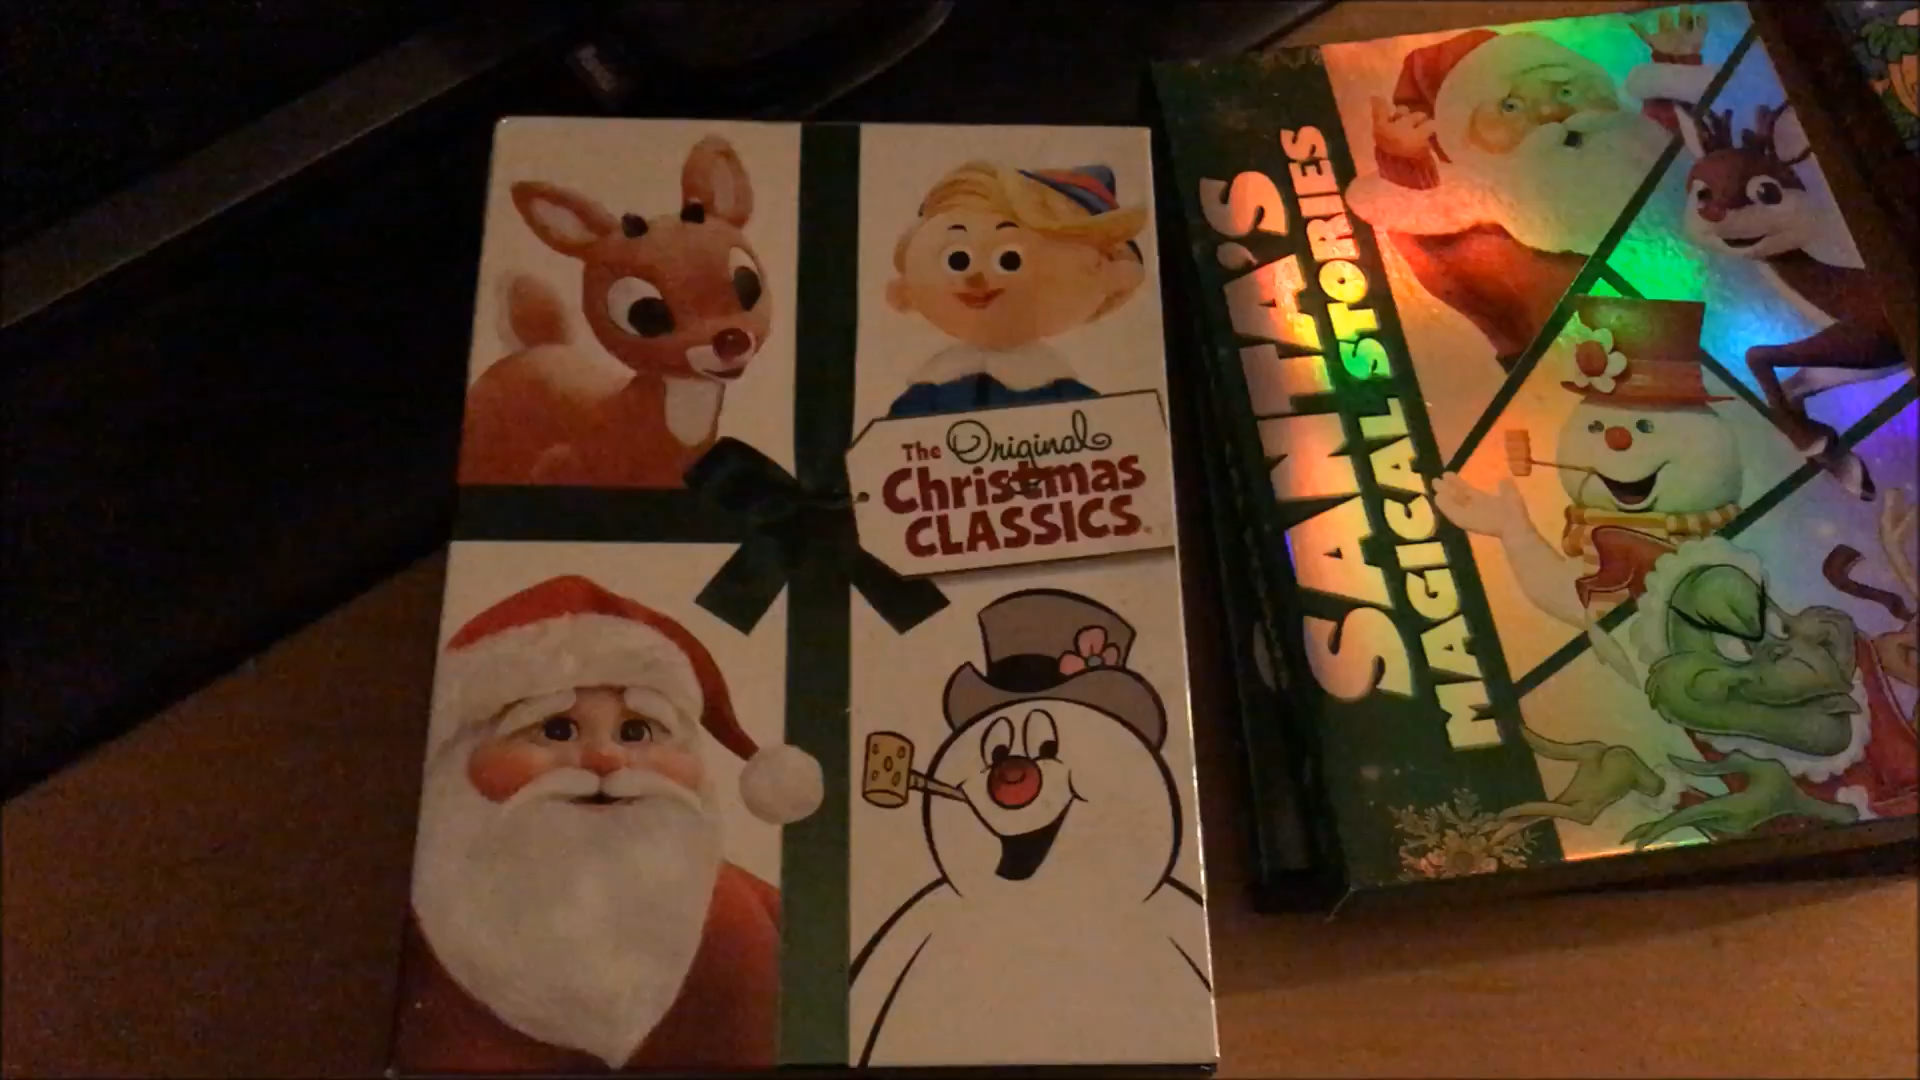 The Original
Christmas
CLASSICS®
SANTA'S
MAGICAL STORIES